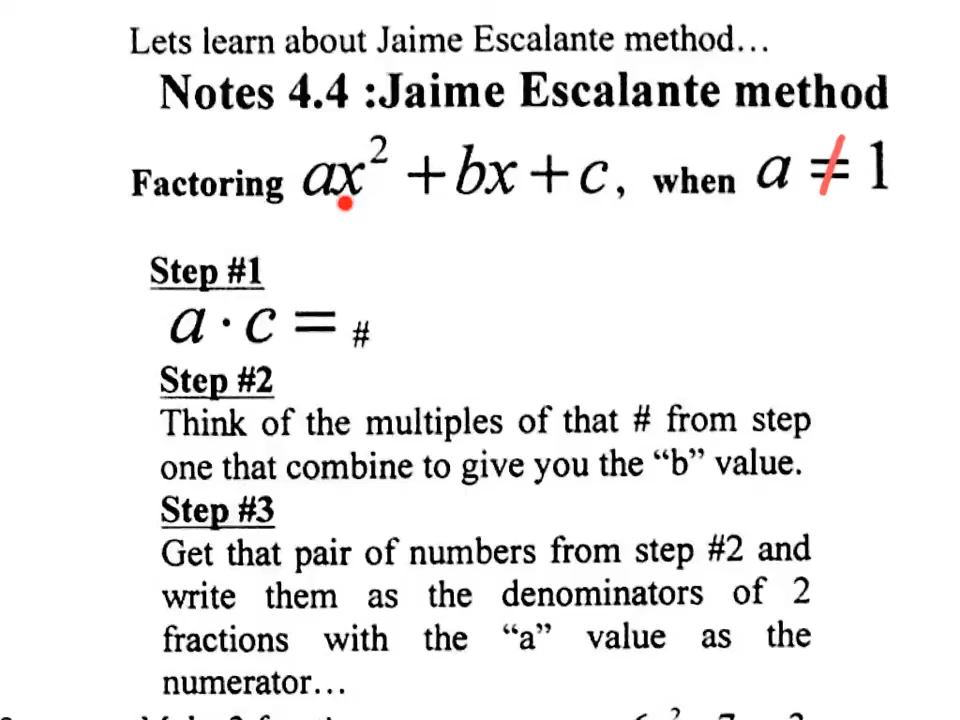 Lets learn about Jaime Escalante method...
Notes 4.4 :Jaime Escalante method
Factoring ax² + bx + c, when a ≠ 1
Step #1
a · c = #
Step #2
Think of the multiples of that # from step
one that combine to give you the “b” value.
Step #3
Get that pair of numbers from step #2 and
write them as the denominators of 2
fractions with the “a” value as the
numerator...